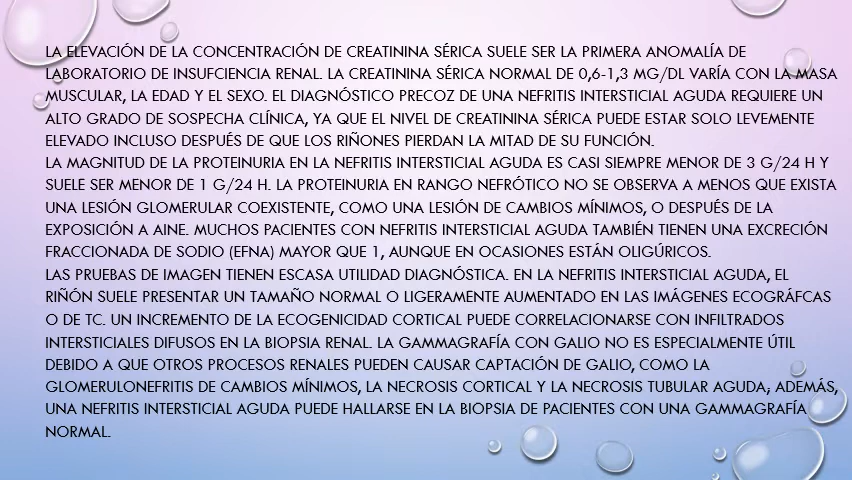 LA ELEVACIÓN DE LA CONCENTRACIÓN DE CREATININA SÉRICA SUELE SER LA PRIMERA ANOMALÍA DE
LABORATORIO DE INSUFCIENCIA RENAL. LA CREATININA SÉRICA NORMAL DE 0,6-1,3 MG/DL VARÍA CON LA MASA
MUSCULAR, LA EDAD Y EL SEXO. EL DIAGNÓSTICO PRECOZ DE UNA NEFRITIS INTERSTICIAL AGUDA REQUIERE UN
ALTO GRADO DE SOSPECHA CLÍNICA, YA QUE EL NIVEL DE CREATININA SÉRICA PUEDE ESTAR SOLO LEVEMENTE
ELEVADO INCLUSO DESPUÉS DE QUE LOS RIÑONES PIERDAN LA MITAD DE SU FUNCIÓN.
LA MAGNITUD DE LA PROTEINURIA EN LA NEFRITIS INTERSTICIAL AGUDA ES CASI SIEMPRE MENOR DE 3 G/24 H Y
SUELE SER MENOR DE 1 G/24 H. LA PROTEINURIA EN RANGO NEFRÓTICO NO SE OBSERVA A MENOS QUE EXISTA
UNA LESIÓN GLOMERULAR COEXISTENTE, COMO UNA LESIÓN DE CAMBIOS MÍNIMOS, O DESPUÉS DE LA
EXPOSICIÓN A AINE. MUCHOS PACIENTES CON NEFRITIS INTERSTICIAL AGUDA TAMBIÉN TIENEN UNA EXCRECIÓN
FRACCIONADA DE SODIO (EFNA) MAYOR QUE 1, AUNQUE EN OCASIONES ESTÁN OLIGÚRICOS.
LAS PRUEBAS DE IMAGEN TIENEN ESCASA UTILIDAD DIAGNÓSTICA. EN LA NEFRITIS INTERSTICIAL AGUDA, EL
RIÑÓN SUELE PRESENTAR UN TAMAÑO NORMAL O LIGERAMENTE AUMENTADO EN LAS IMÁGENES ECOGRÁFCAS
O DE TC. UN INCREMENTO DE LA ECOGENICIDAD CORTICAL PUEDE CORRELACIONARSE CON INFILTRADOS
INTERSTICIALES DIFUSOS EN LA BIOPSIA RENAL. LA GAMMAGRAFÍA CON GALIO NO ES ESPECIALMENTE ÚTIL
DEBIDO A QUE OTROS PROCESOS RENALES PUEDEN CAUSAR CAPTACIÓN DE GALIO, COMO LA
GLOMERULONEFRITIS DE CAMBIOS MÍNIMOS, LA NECROSIS CORTICAL Y LA NECROSIS TUBULAR AGUDA; ADEMÁS,
UNA NEFRITIS INTERSTICIAL AGUDA PUEDE HALLARSE EN LA BIOPSIA DE PACIENTES CON UNA GAMMAGRAFÍA
NORMAL.